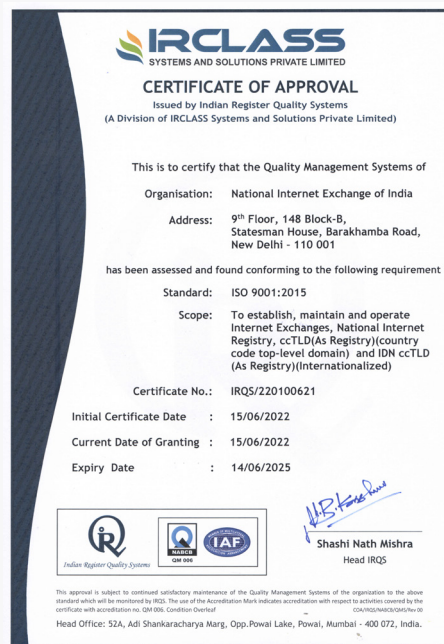 IRCLASS
SYSTEMS AND SOLUTIONS PRIVATE LIMITED
CERTIFICATE OF APPROVAL
Issued by Indian Register Quality Systems
(A Division of IRCLASS Systems and Solutions Private Limited)
This is to certify that the Quality Management Systems of
Organisation: National Internet Exchange of India
Address: 9th Floor, 148 Block-B,
Statesman House, Barakhamba Road,
New Delhi - 110 001
has been assessed and found conforming to the following requirement
Standard: ISO 9001:2015
Scope: To establish, maintain and operate
Internet Exchanges, National Internet
Registry, ccTLD(As Registry)(country
code top-level domain) and IDN ccTLD
(As Registry)(Internationalized)
Certificate No.: IRQS/220100621
Initial Certificate Date : 15/06/2022
Current Date of Granting : 15/06/2022
Expiry Date : 14/06/2025
Shashi Nath Mishra
Head IRQS
Indian Register Quality Systems
NABCB
QM 006
IAF
This approval is subject to continued satisfactory maintenance of the Quality Management Systems of the organization to the above
standard which will be monitored by IRQS. The use of the Accreditation Mark indicates accreditation with respect to activities covered by the
certificate with accreditation no. QM 006. Condition Overleaf COA/IRQS/NABCB/QMS/Rev 00
Head Office: 52A, Adi Shankaracharya Marg, Opp.Powai Lake, Powai, Mumbai - 400 072, India.